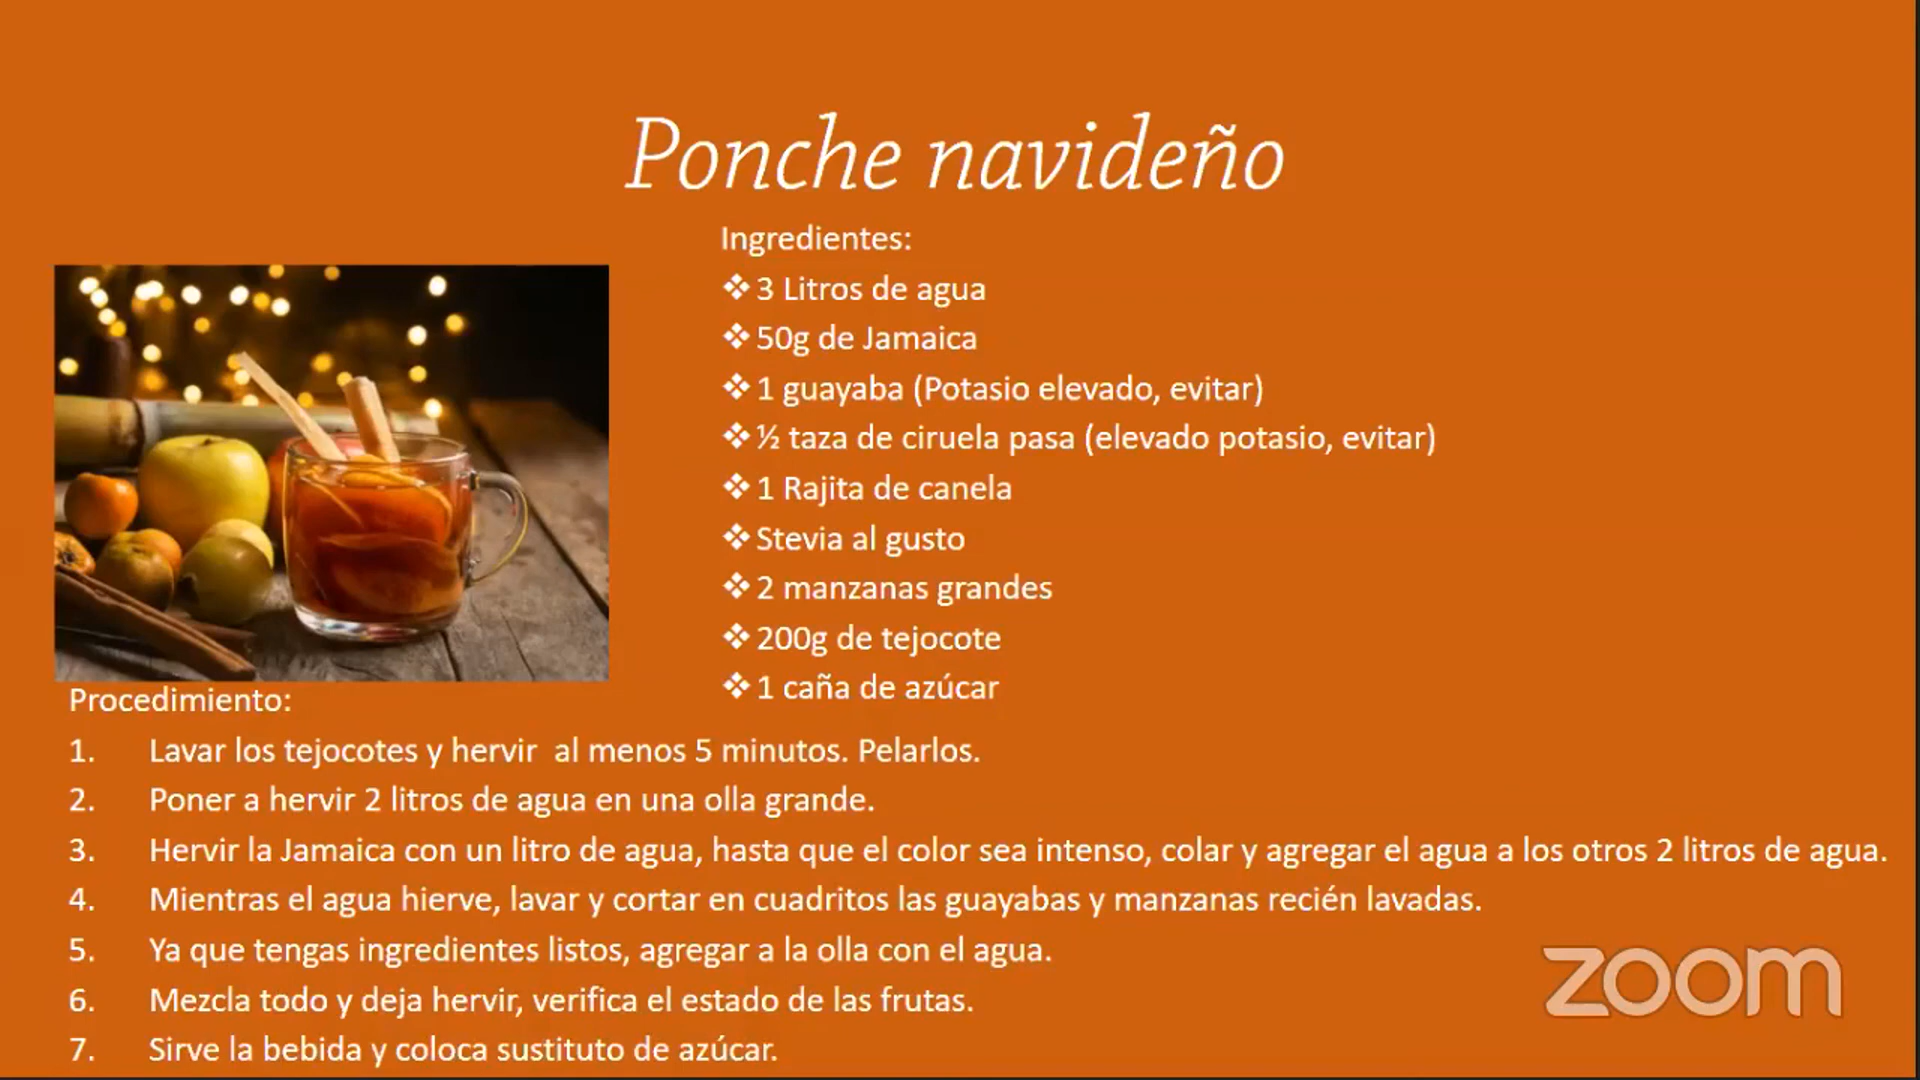 Ponche navideño
Ingredientes:
❖ 3 Litros de agua
❖ 50g de Jamaica
❖ 1 guayaba (Potasio elevado, evitar)
❖ ½ taza de ciruela pasa (elevado potasio, evitar)
❖ 1 Rajita de canela
❖ Stevia al gusto
❖ 2 manzanas grandes
❖ 200g de tejocote
❖ 1 caña de azúcar
Procedimiento:
1. Lavar los tejocotes y hervir  al menos 5 minutos. Pelarlos.
2. Poner a hervir 2 litros de agua en una olla grande.
3. Hervir la Jamaica con un litro de agua, hasta que el color sea intenso, colar y agregar el agua a los otros 2 litros de agua.
4. Mientras el agua hierve, lavar y cortar en cuadritos las guayabas y manzanas recién lavadas.
5. Ya que tengas ingredientes listos, agregar a la olla con el agua.
6. Mezcla todo y deja hervir, verifica el estado de las frutas.
7. Sirve la bebida y coloca sustituto de azúcar.
zoom